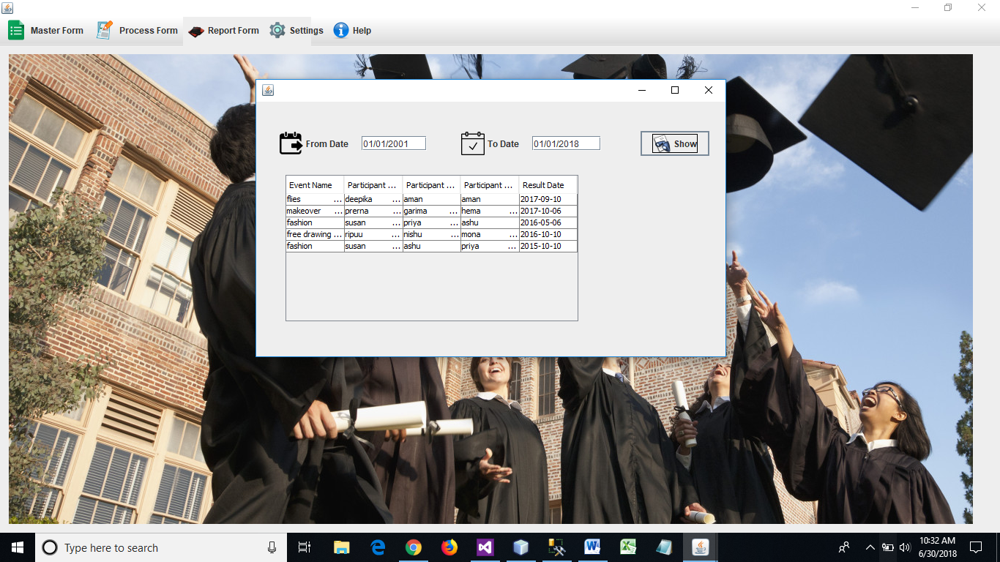 Master Form Process Form Report Form Settings Help
From Date 01/01/2001 To Date 01/01/2018 Show
Event Name Participant ... Participant ... Participant ... Result Date
flies ... deepika ... aman aman 2017-09-10
makeover ... prerna ... garima ... hema ... 2017-10-06
fashion susan ... priya ... ashu 2016-05-06
free drawing ... ripuu ... nishu ... mona ... 2016-10-10
fashion susan ... ashu priya ... 2015-10-10
Type here to search
10:32 AM
6/30/2018